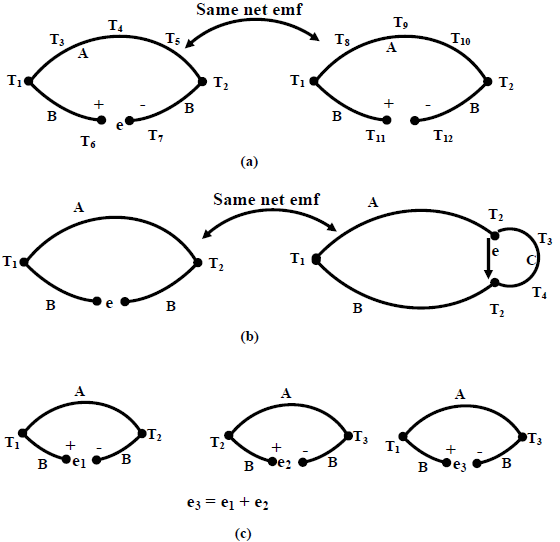 Same net emf
T4 T9
T3 T5 T8 T10
A A
T1 T2 T1 T2
B + - B B + - B
e
T6 T7 T11 T12
(a)
Same net emf
A A
T2
T3
T1 T2 T1 e C
T4
B e B B T2
(b)
A A A
T1 T2 T2 T3 T1 T3
+ - + - + -
B e1 B B e2 B B e3 B
e3 = e1 + e2
(c)